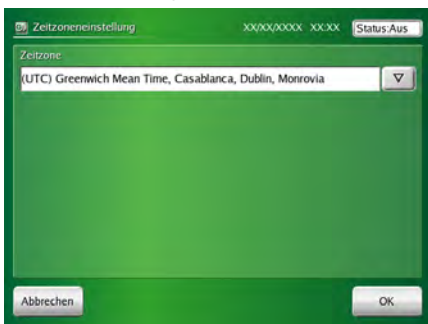 Zeitzoneneinstellung XX/XX/XXXX XX:XX Status:Aus
Zeitzone
(UTC) Greenwich Mean Time, Casablanca, Dublin, Monrovia
Abbrechen OK